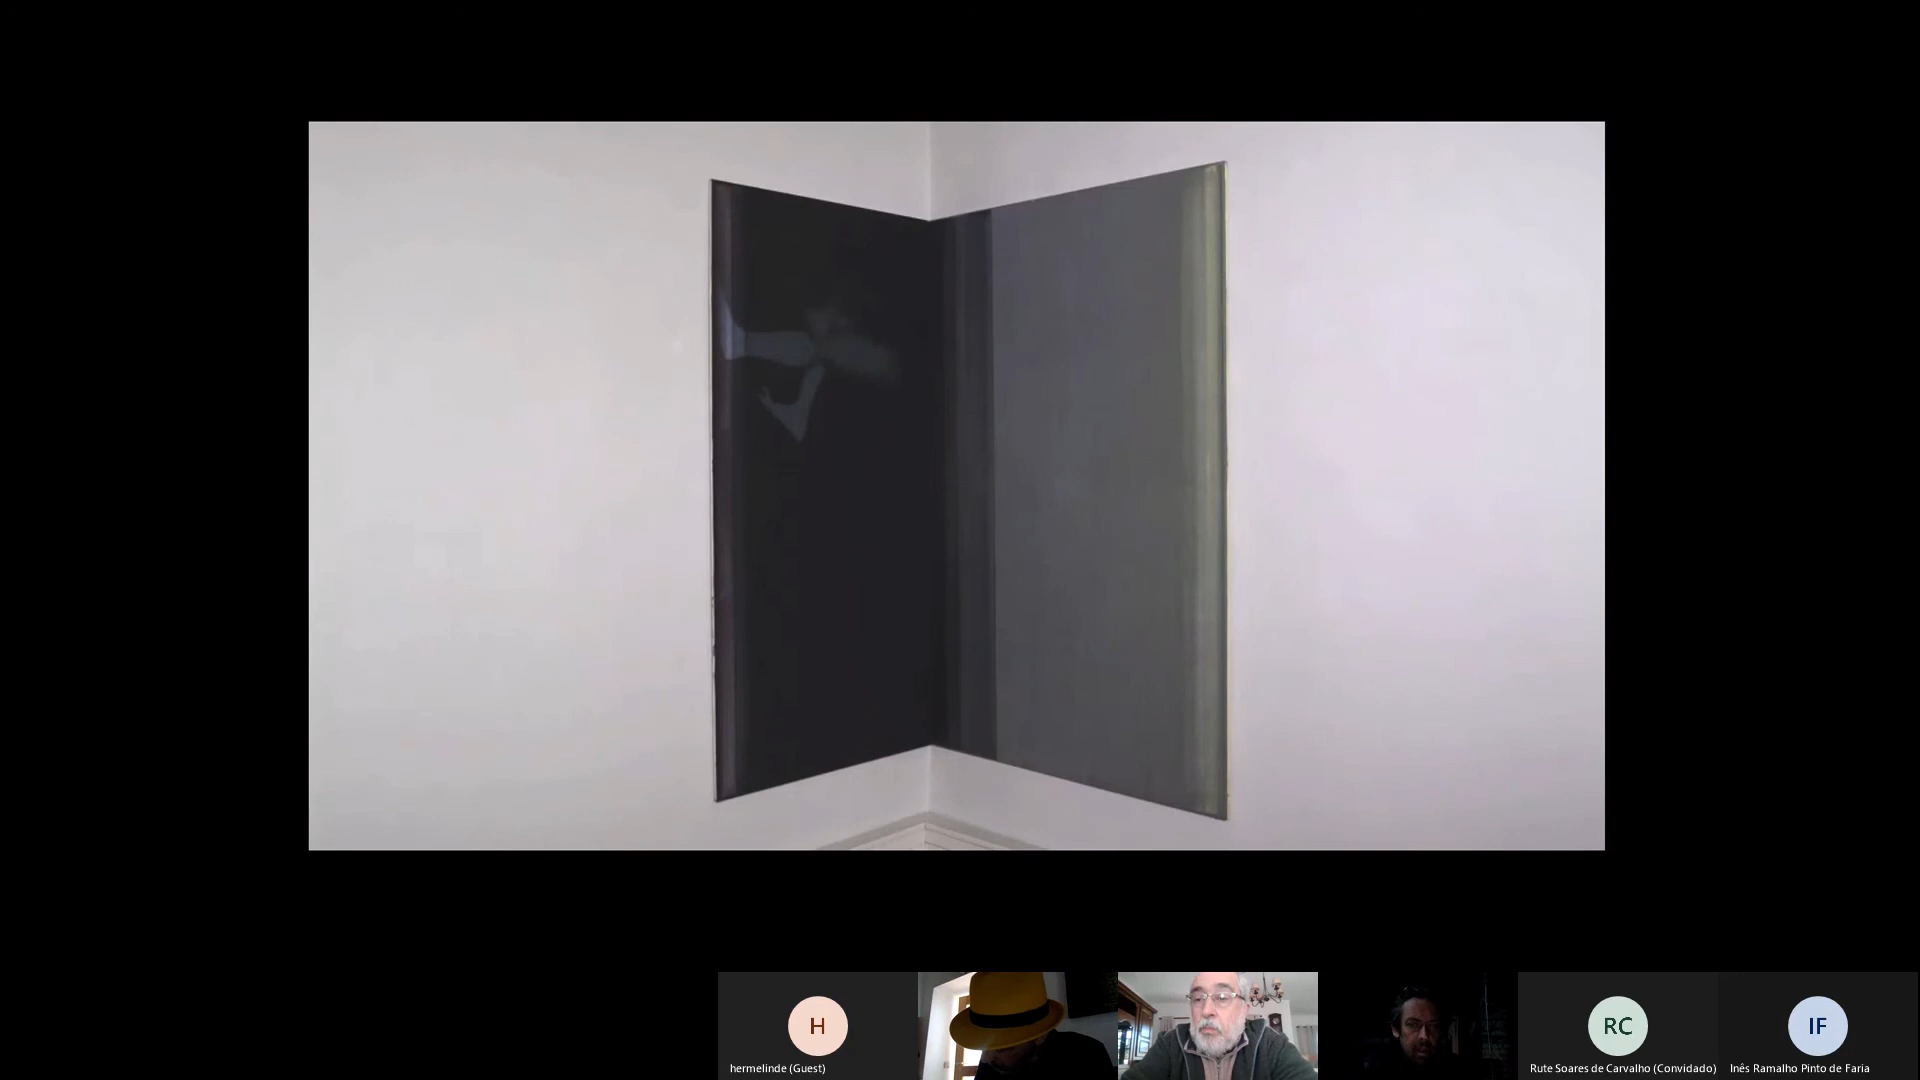 H
RC
IF
hermelinde (Guest)
Rute Soares de Carvalho (Convidado)
Inês Ramalho Pinto de Faria